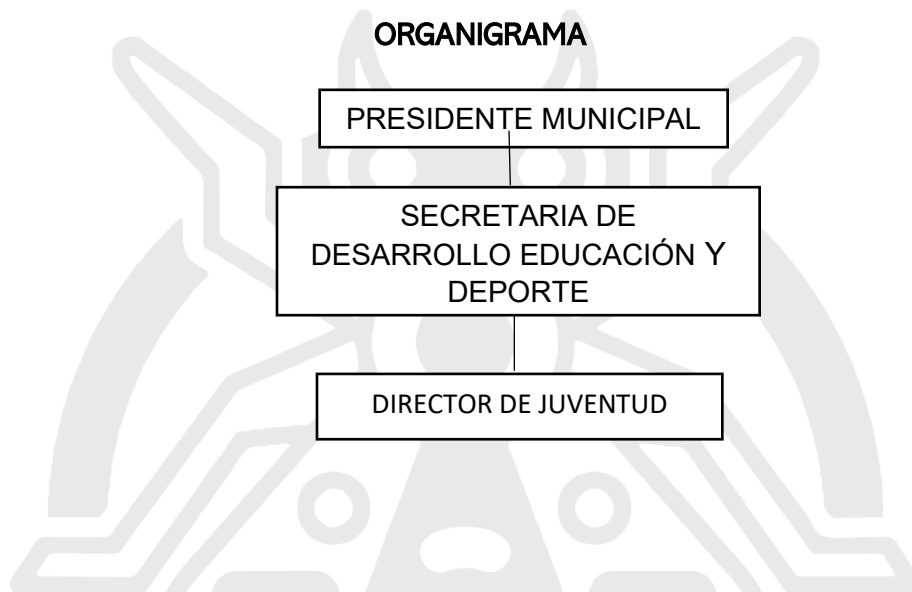 ORGANIGRAMA
PRESIDENTE MUNICIPAL
SECRETARIA DE
DESARROLLO EDUCACIÓN Y
DEPORTE
DIRECTOR DE JUVENTUD